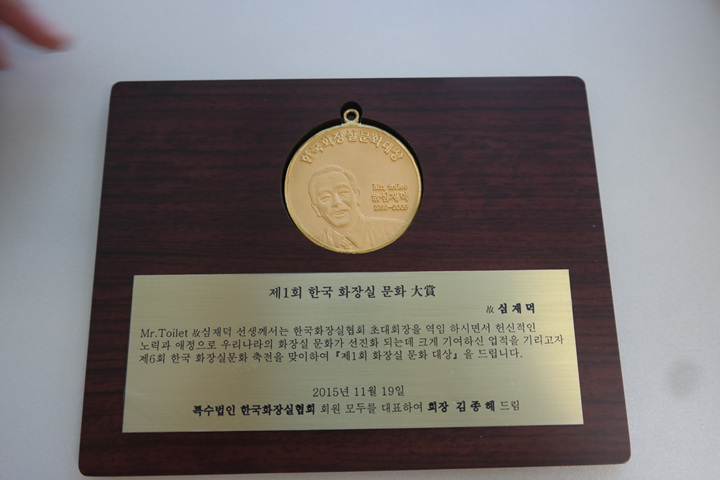 한국화장실문화대상
심재덕
제1회 한국 화장실 문화 大賞
故 심재덕
Mr.Toilet 故심재덕 선생께서는 한국화장실협회 초대회장을 역임 하시면서 헌신적인
노력과 애정으로 우리나라의 화장실 문화가 선진화 되는데 크게 기여하신 업적을 기리고자
제6회 한국 화장실문화 축전을 맞이하여 『제1회 화장실 문화 대상』을 드립니다.
2015년 11월 19일
특수법인 한국화장실협회 회원 모두를 대표하여 회장 김종해 드림